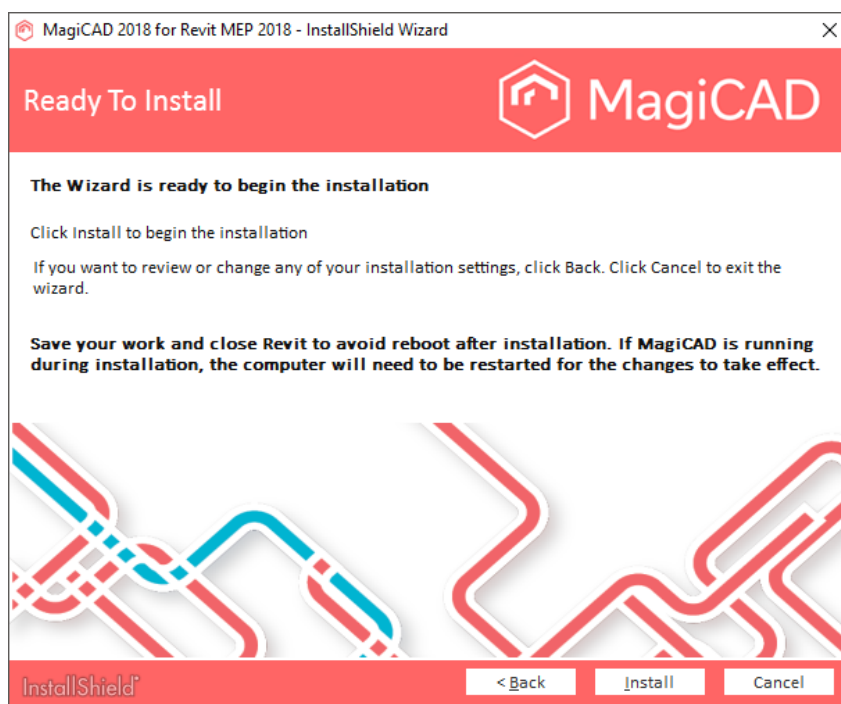 MagiCAD 2018 for Revit MEP 2018 - InstallShield Wizard
Ready To Install
MagiCAD
The Wizard is ready to begin the installation
Click Install to begin the installation
If you want to review or change any of your installation settings, click Back. Click Cancel to exit the
wizard.
Save your work and close Revit to avoid reboot after installation. If MagiCAD is running
during installation, the computer will need to be restarted for the changes to take effect.
InstallShield
< Back
Install
Cancel